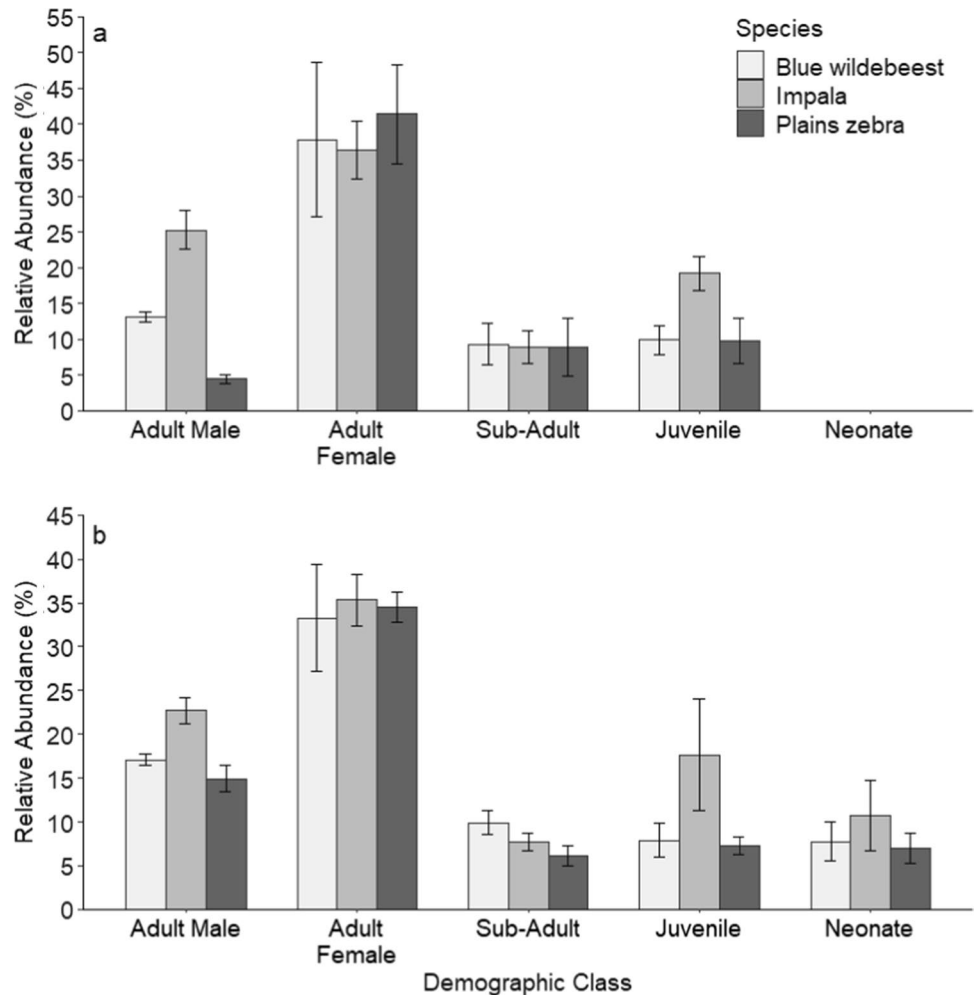 a
Species
Blue wildebeest
Impala
Plains zebra
Relative Abundance (%)
55
50
45
40
35
30
25
20
15
10
5
0
Adult Male
Adult
Female
Sub-Adult
Juvenile
Neonate
b
Relative Abundance (%)
45
40
35
30
25
20
15
10
5
0
Adult Male
Adult
Female
Sub-Adult
Juvenile
Neonate
Demographic Class